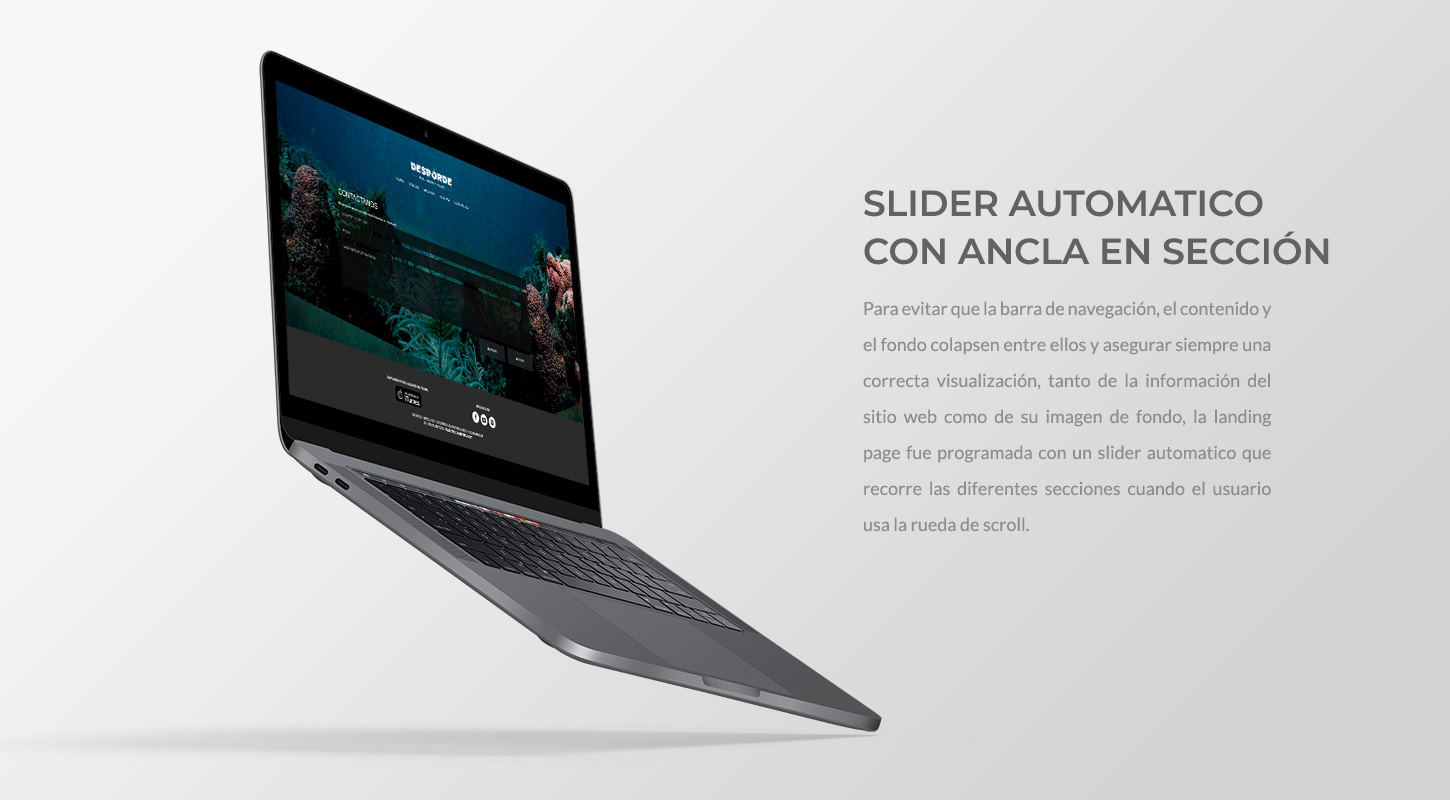 DESBORDE
CONTACTANOS
iTunes
SLIDER AUTOMATICO
CON ANCLA EN SECCIÓN
Para evitar que la barra de navegación, el contenido y
el fondo colapsen entre ellos y asegurar siempre una
correcta visualización, tanto de la información del
sitio web como de su imagen de fondo, la landing
page fue programada con un slider automatico que
recorre las diferentes secciones cuando el usuario
usa la rueda de scroll.